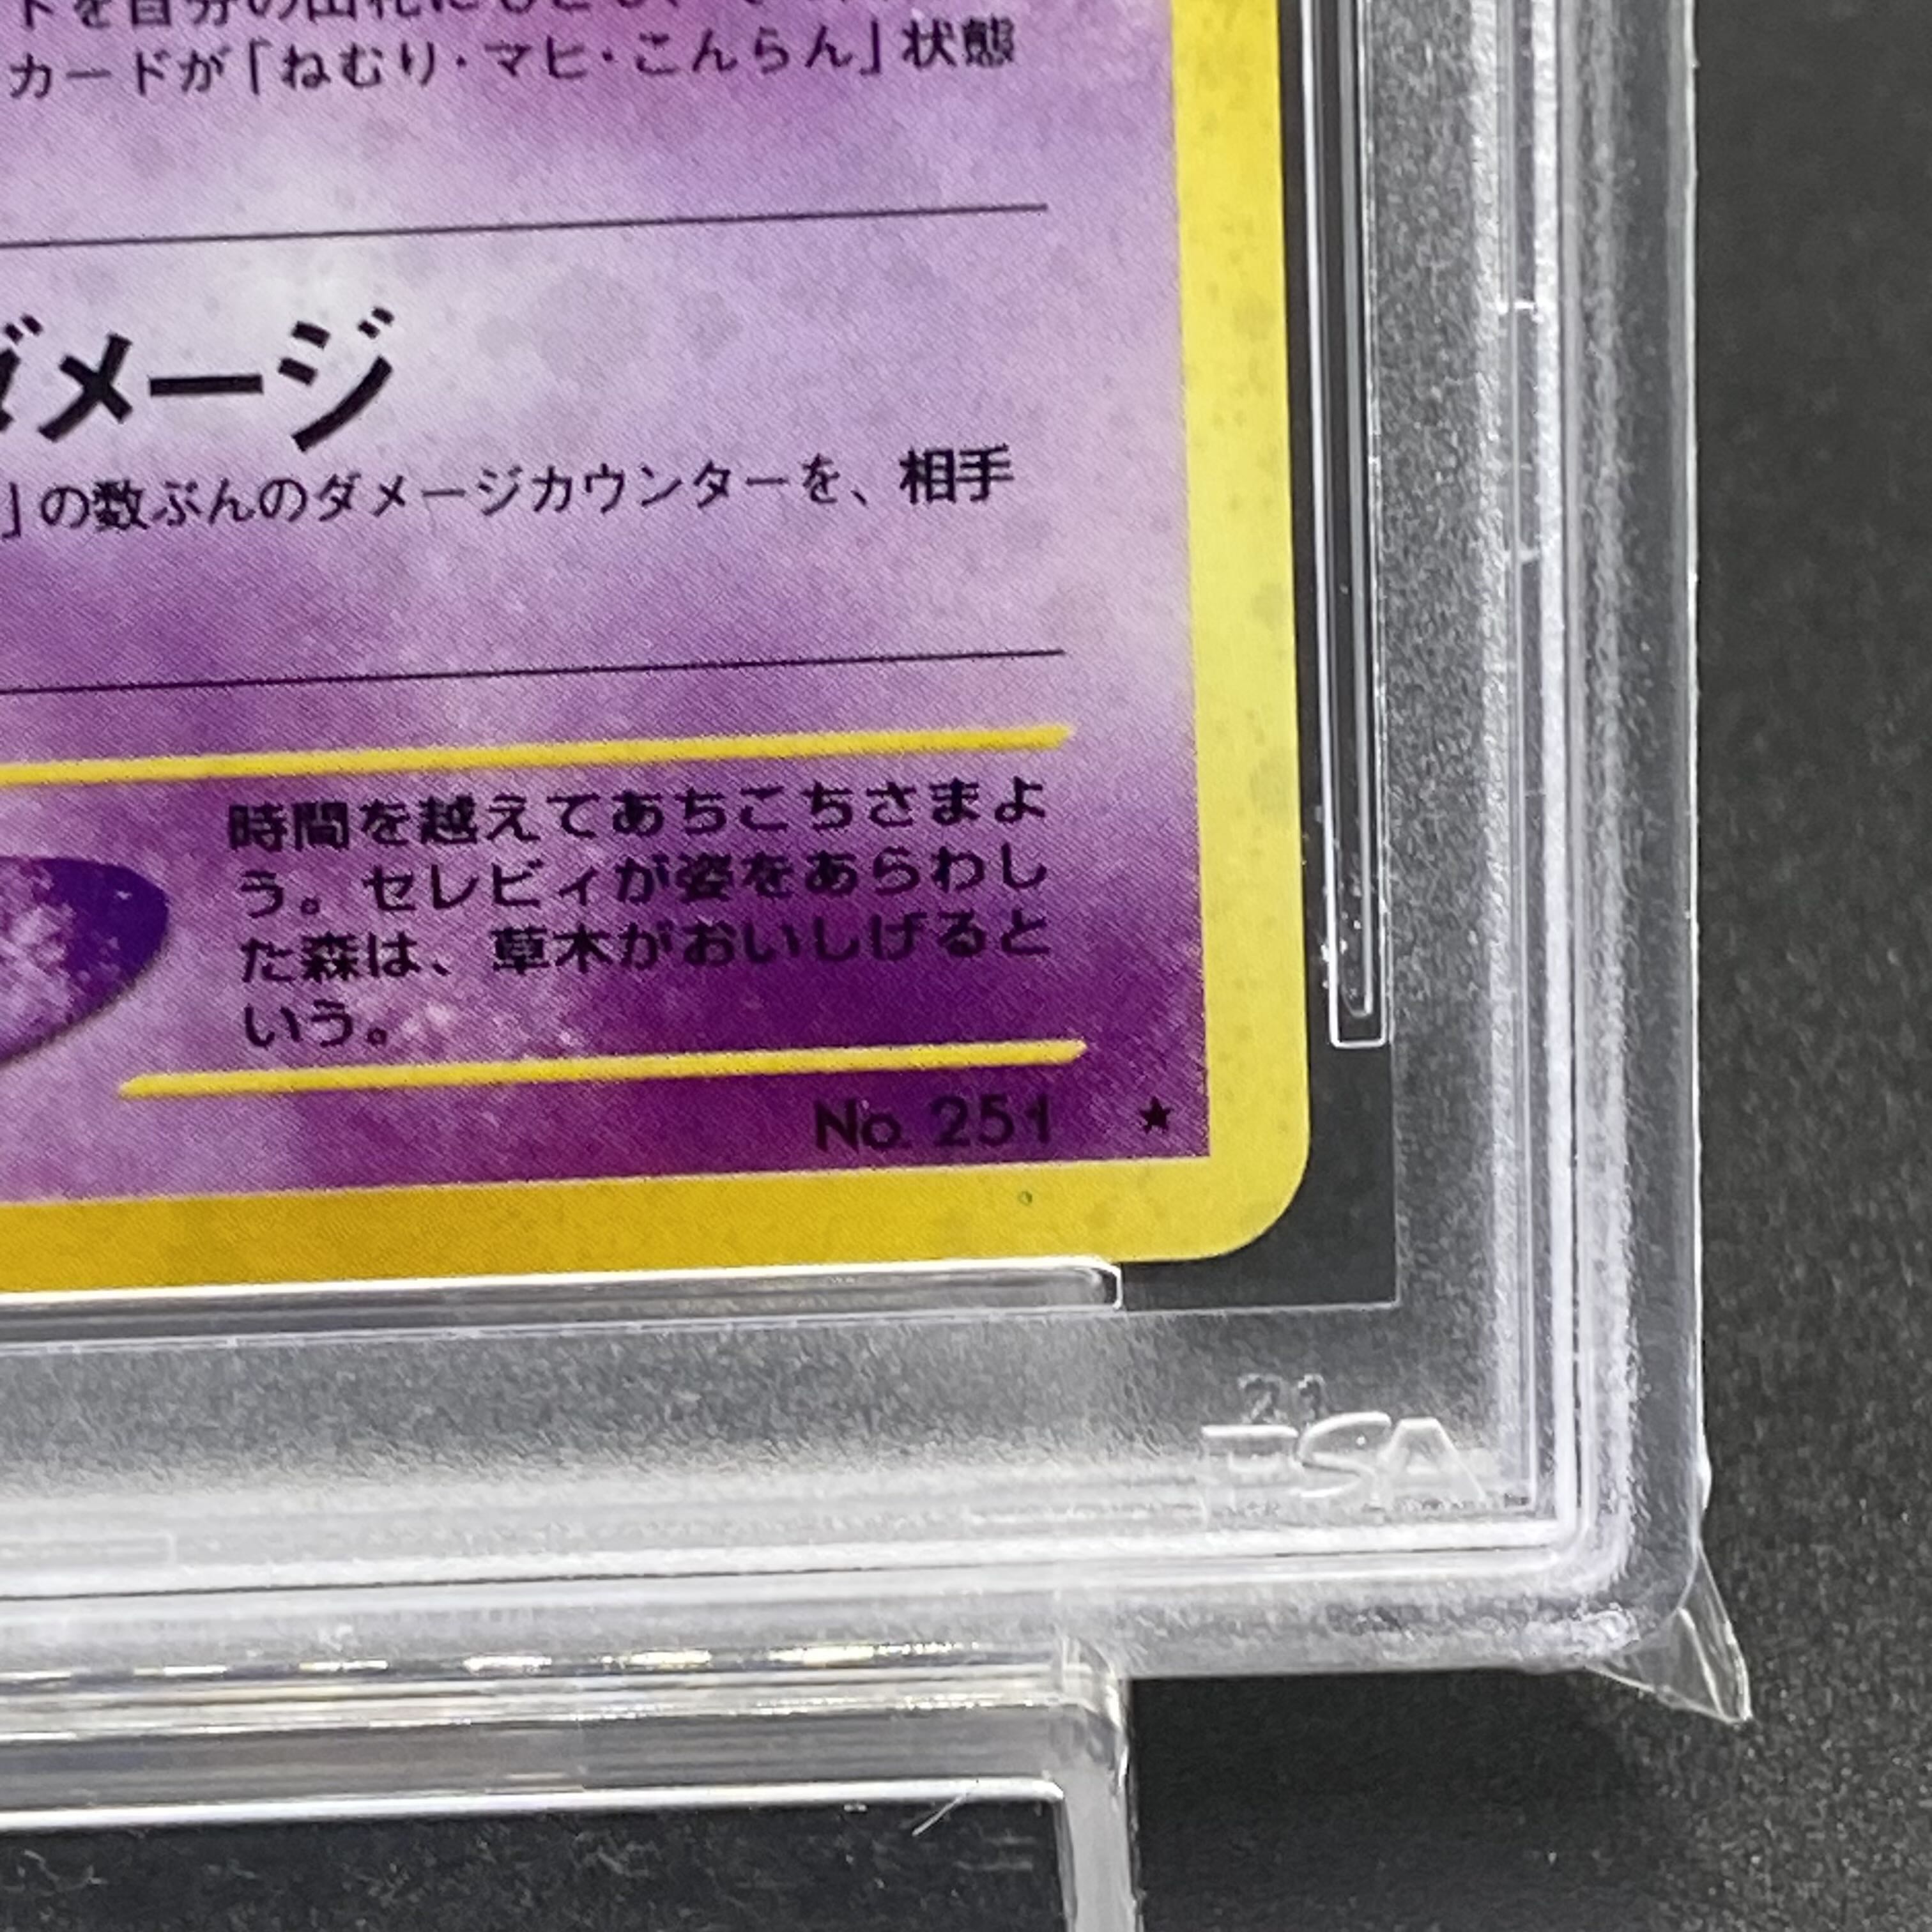 カードが「ねむり・マヒ・こんらん」状態
ダメージ
」の数ぶんのダメージカウンターを、相手
時間を越えてあちこちさまよ
う。セレビィが姿をあらわし
た森は、草木がおいしげると
いう。
No. 251 ★
21
PSA